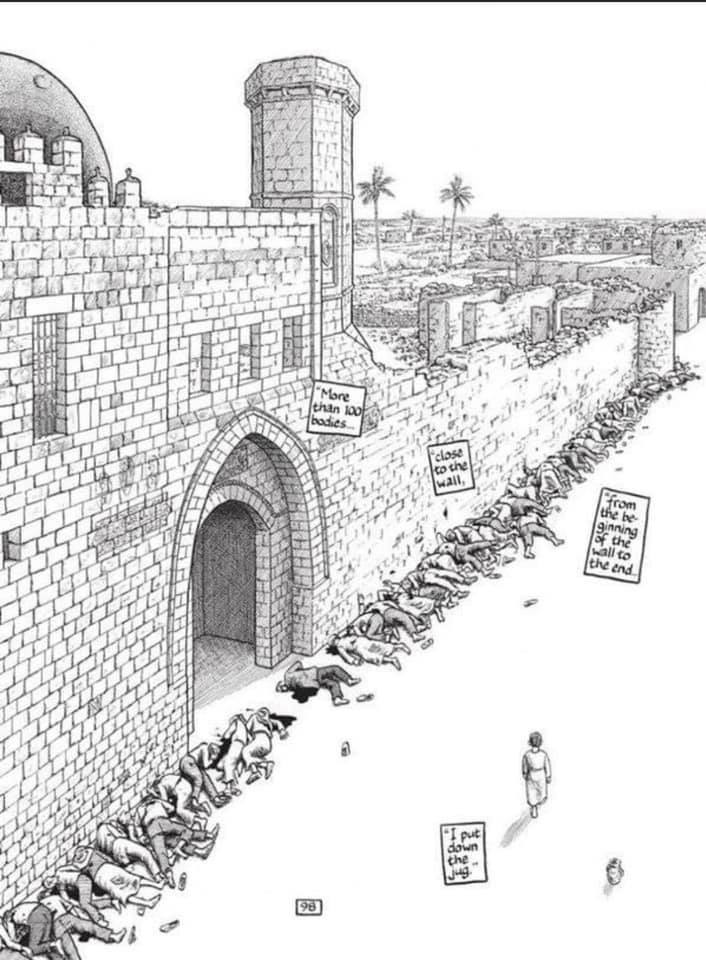 "More
than 100
bodies...
"close
to the
wall,
"from
the be-
ginning
of the
wall to
the end.
"I put
down
the
jug."
98